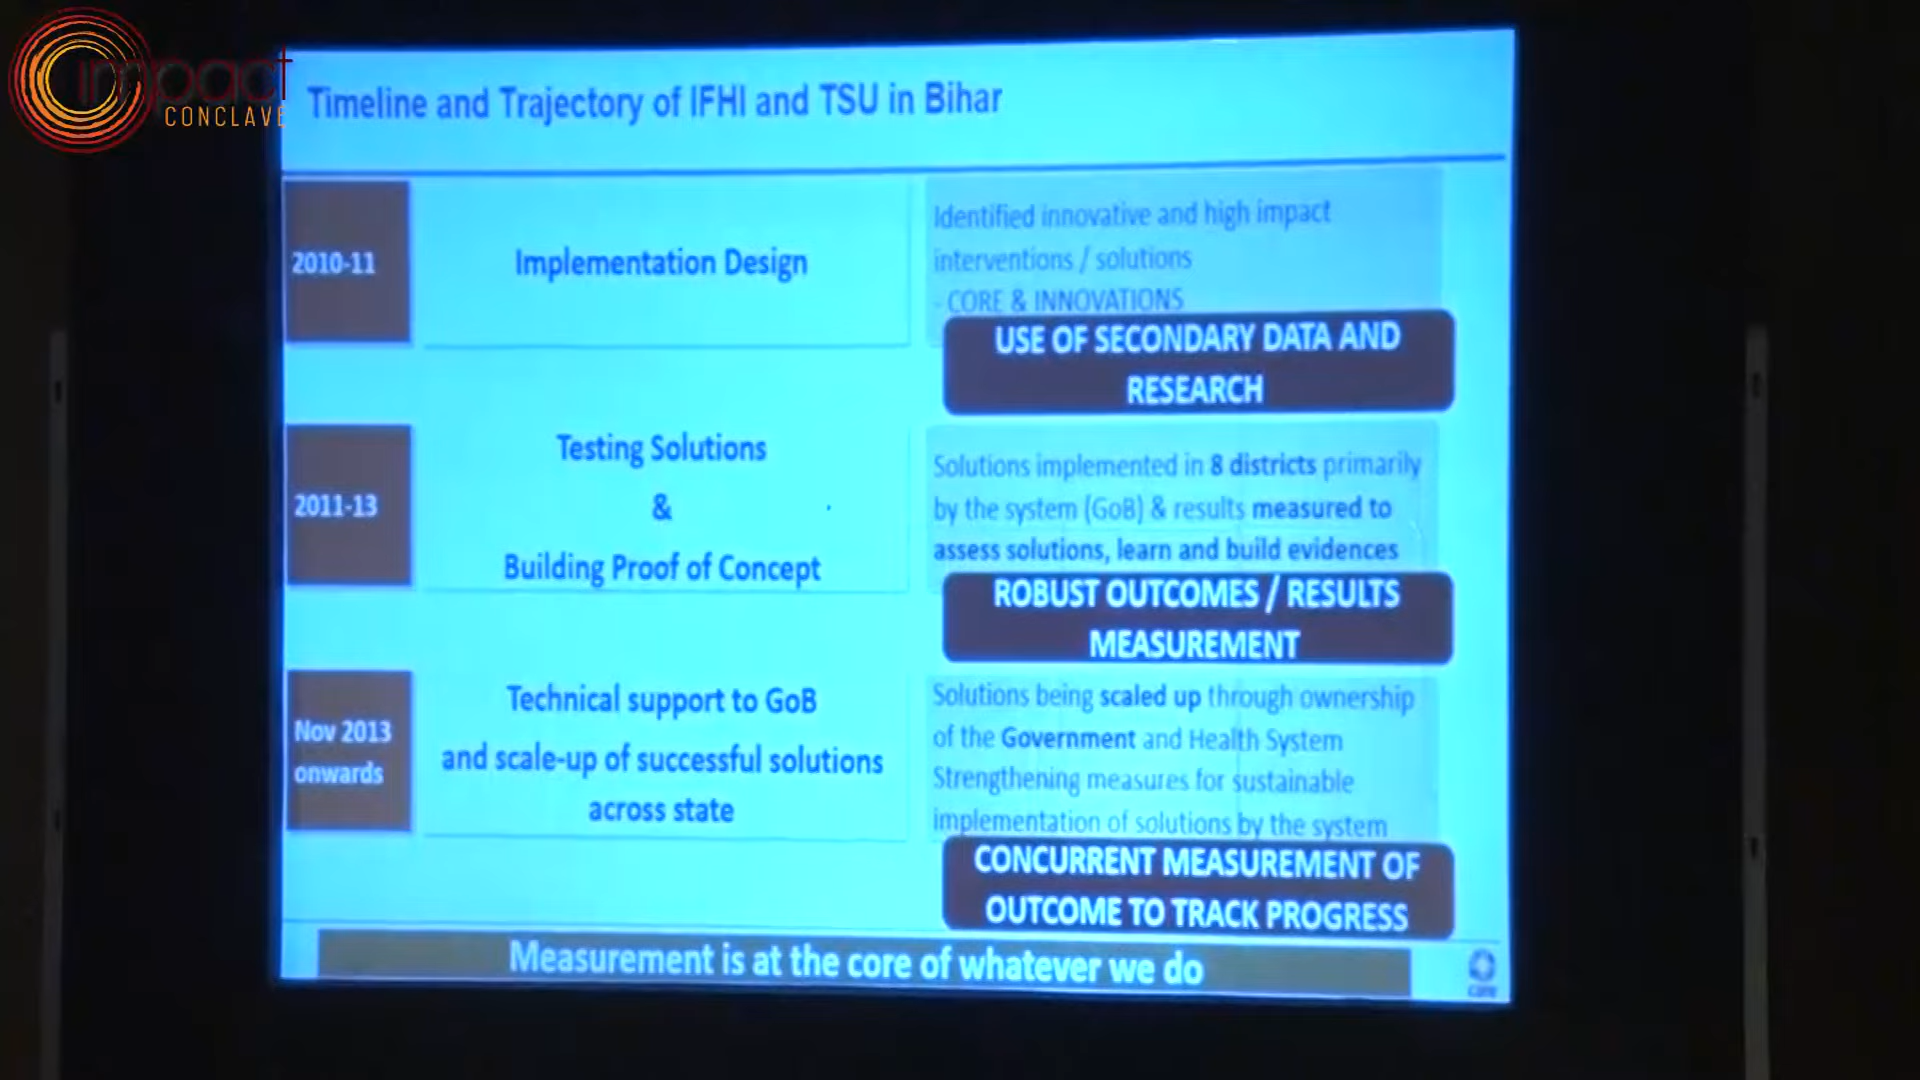 impact
CONCLAVE
Timeline and Trajectory of IFHI and TSU in Bihar
2010-11
Implementation Design
Identified innovative and high impact
interventions / solutions
- CORE & INNOVATIONS
USE OF SECONDARY DATA AND
RESEARCH
2011-13
Testing Solutions
&
Building Proof of Concept
Solutions implemented in 8 districts primarily
by the system (GoB) & results measured to
assess solutions, learn and build evidences
ROBUST OUTCOMES / RESULTS
MEASUREMENT
Nov 2013
onwards
Technical support to GoB
and scale-up of successful solutions
across state
Solutions being scaled up through ownership
of the Government and Health System
Strengthening measures for sustainable
implementation of solutions by the system
CONCURRENT MEASUREMENT OF
OUTCOME TO TRACK PROGRESS
Measurement is at the core of whatever we do
care